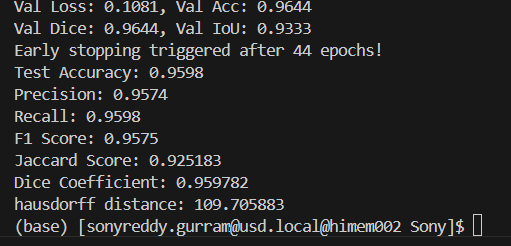 Val Loss: 0.1081, Val Acc: 0.9644
Val Dice: 0.9644, Val IoU: 0.9333
Early stopping triggered after 44 epochs!
Test Accuracy: 0.9598
Precision: 0.9574
Recall: 0.9598
F1 Score: 0.9575
Jaccard Score: 0.925183
Dice Coefficient: 0.959782
hausdorff distance: 109.705883
(base) [sonyreddy.gurram@usd.local@himem002 Sony]$